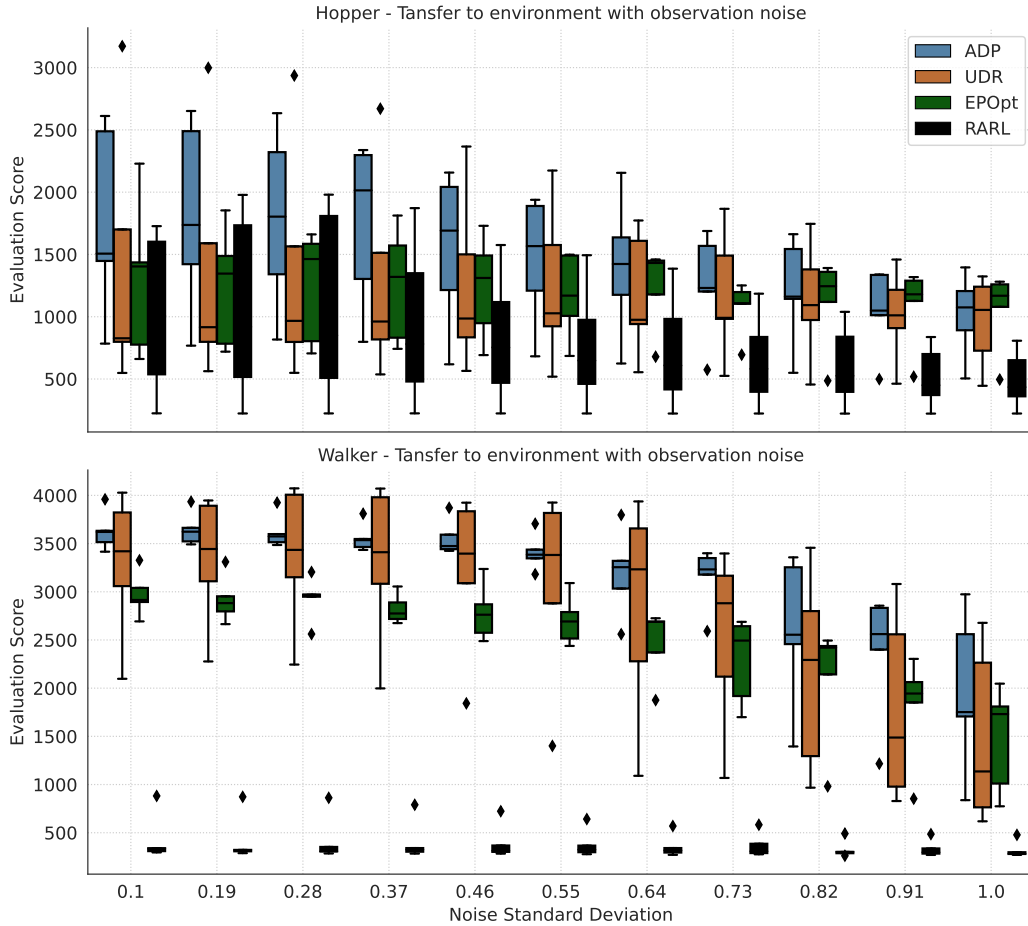 Hopper - Tansfer to environment with observation noise
Evaluation Score
3000
2500
2000
1500
1000
500
ADP
UDR
EPOpt
RARL
Walker - Tansfer to environment with observation noise
Evaluation Score
4000
3500
3000
2500
2000
1500
1000
500
0.1 0.19 0.28 0.37 0.46 0.55 0.64 0.73 0.82 0.91 1.0
Noise Standard Deviation